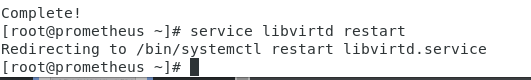 Complete!
[root@prometheus ~]# service libvirtd restart
Redirecting to /bin/systemctl restart libvirtd.service
[root@prometheus ~]#